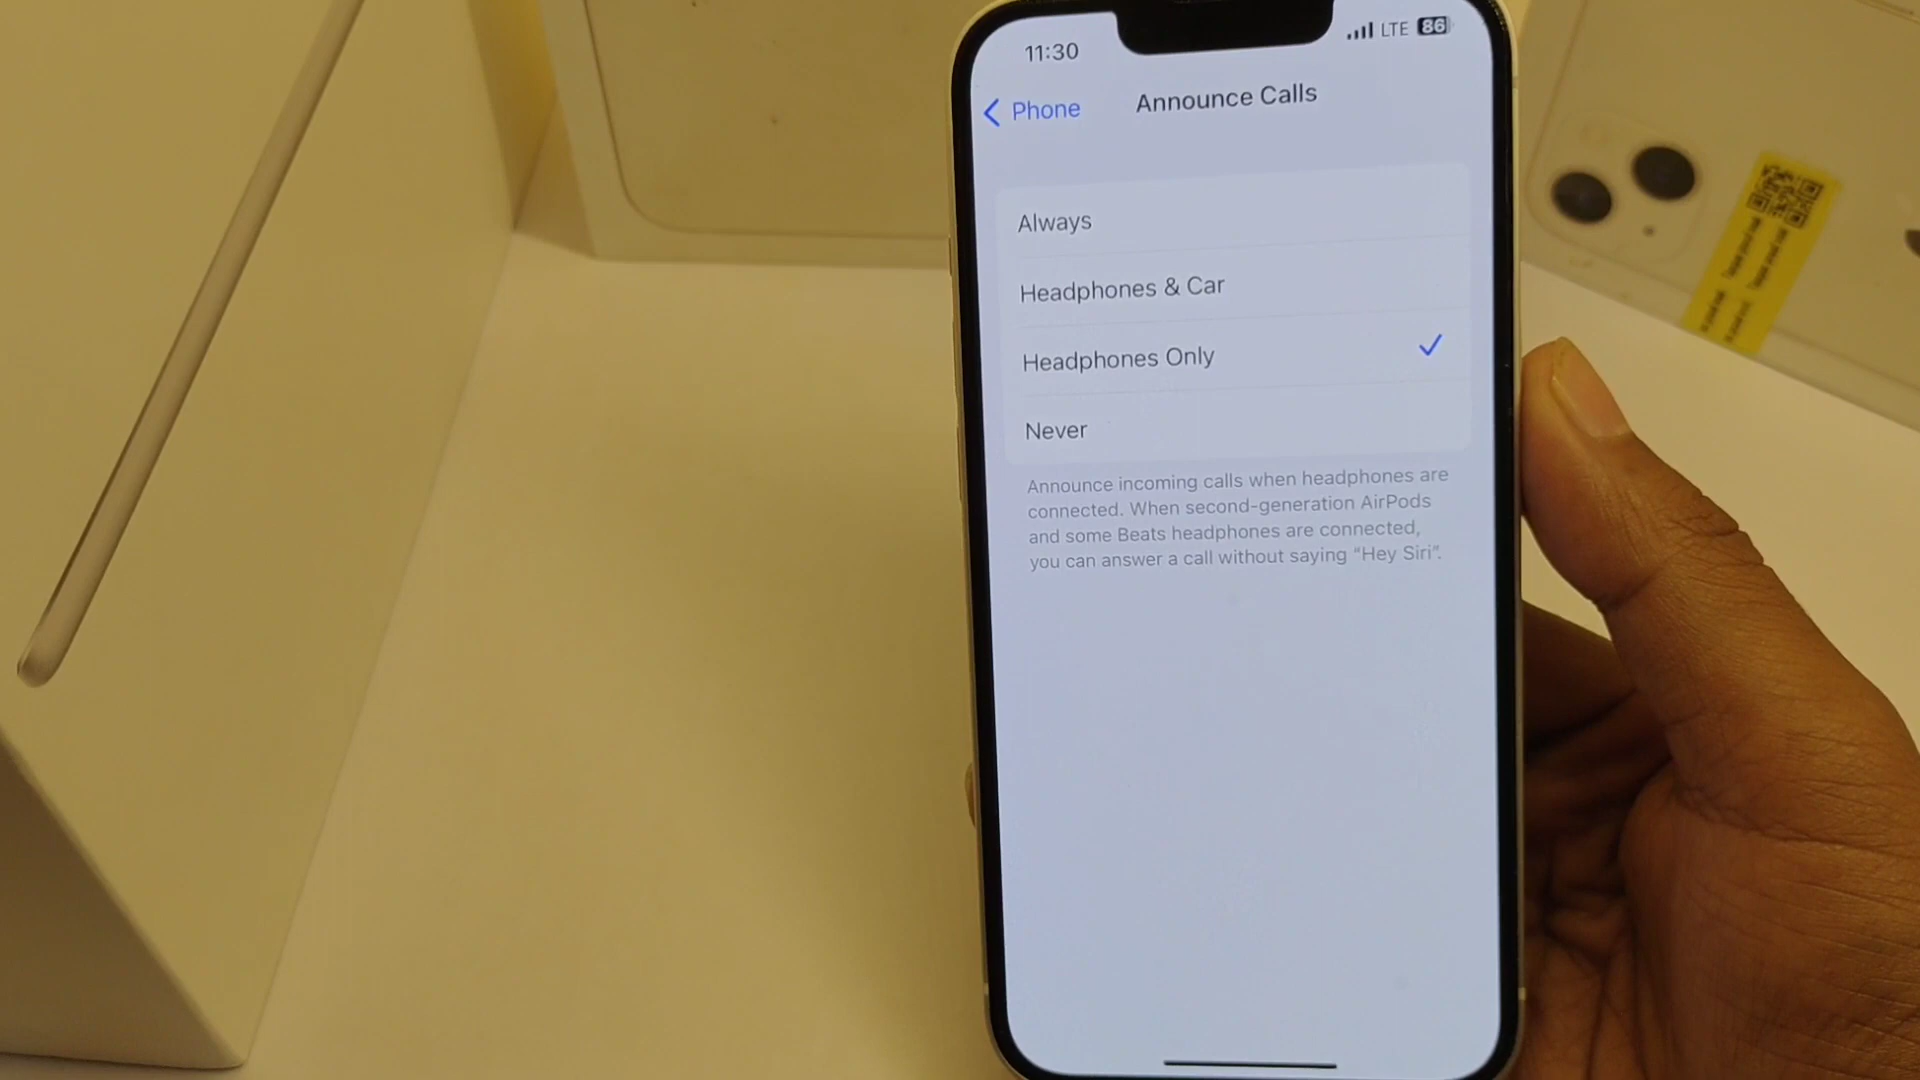 11:30
LTE 86
Phone
Announce Calls
Always
Headphones & Car
Headphones Only
Never
Announce incoming calls when headphones are
connected. When second-generation AirPods
and some Beats headphones are connected,
you can answer a call without saying “Hey Siri”.